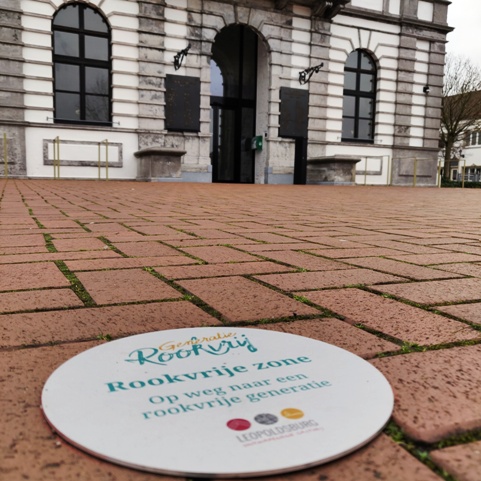 Generatie
Rookvrij
Rookvrije zone
Op weg naar een
rookvrije generatie
LEOPOLDSBURG